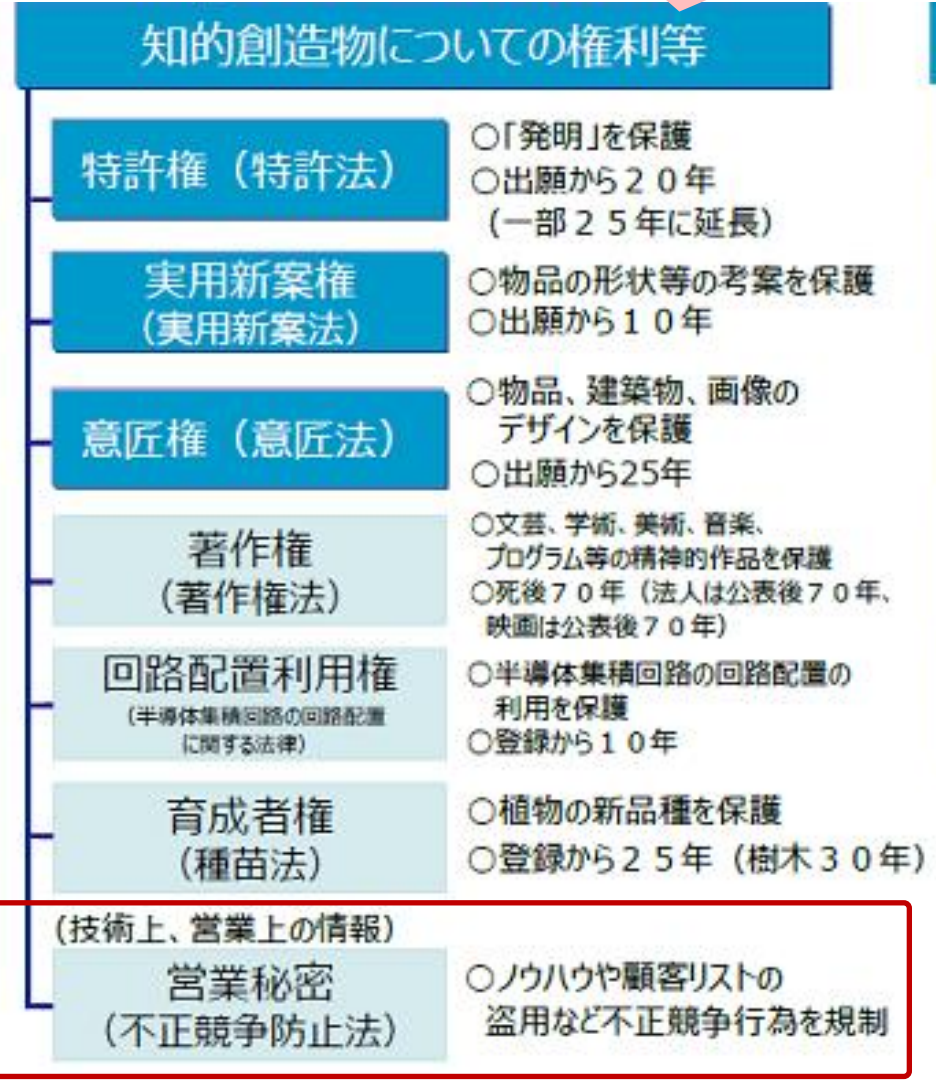 知的創造物についての権利等
特許権（特許法）
○「発明」を保護
○出願から２０年
（一部２５年に延長）
実用新案権
（実用新案法）
○物品の形状等の考案を保護
○出願から１０年
意匠権（意匠法）
○物品、建築物、画像の
デザインを保護
○出願から25年
著作権
（著作権法）
○文芸、学術、美術、音楽、
プログラム等の精神的作品を保護
○死後７０年（法人は公表後７０年、
映画は公表後７０年）
回路配置利用権
（半導体集積回路の回路配置
に関する法律）
○半導体集積回路の回路配置の
利用を保護
○登録から１０年
育成者権
（種苗法）
○植物の新品種を保護
○登録から２５年（樹木３０年）
(技術上、営業上の情報)
営業秘密
（不正競争防止法）
○ノウハウや顧客リストの
盗用など不正競争行為を規制